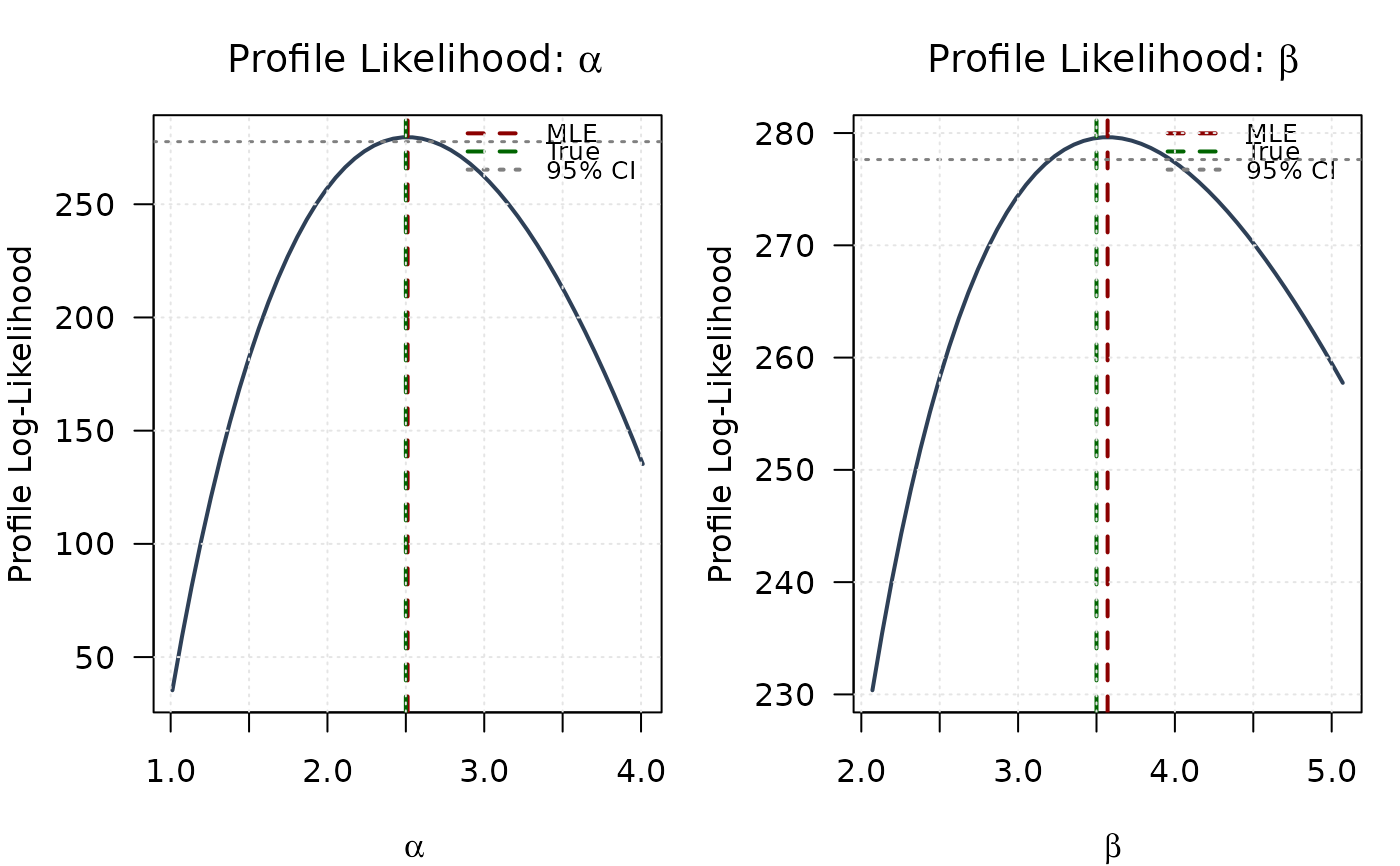 Profile Likelihood: α
Profile Log-Likelihood
250
200
150
100
50
1.0 2.0 3.0 4.0
α
MLE
True
95% CI
Profile Likelihood: β
Profile Log-Likelihood
280
270
260
250
240
230
2.0 3.0 4.0 5.0
β
MLE
True
95% CI